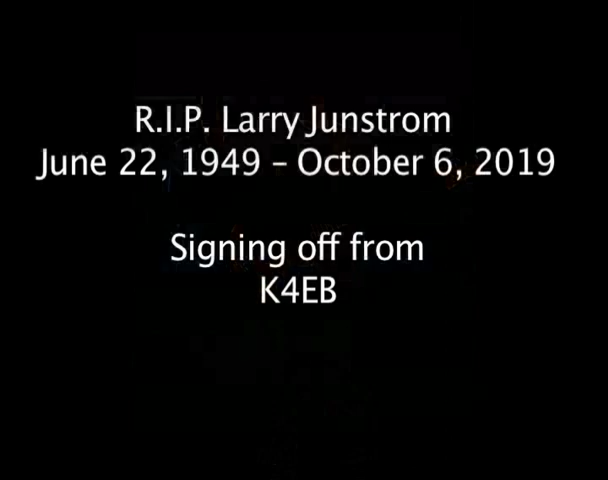 R.I.P. Larry Junstrom
June 22, 1949 – October 6, 2019
Signing off from
K4EB